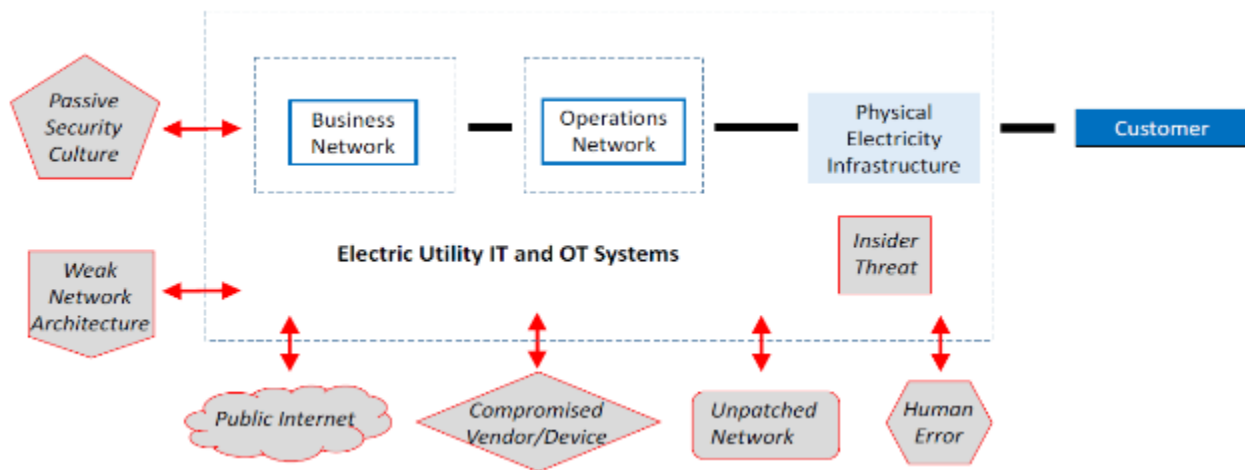 Passive
Security
Culture
Business
Network
Operations
Network
Physical
Electricity
Infrastructure
Customer
Electric Utility IT and OT Systems
Insider
Threat
Weak
Network
Architecture
Public Internet
Compromised
Vendor/Device
Unpatched
Network
Human
Error